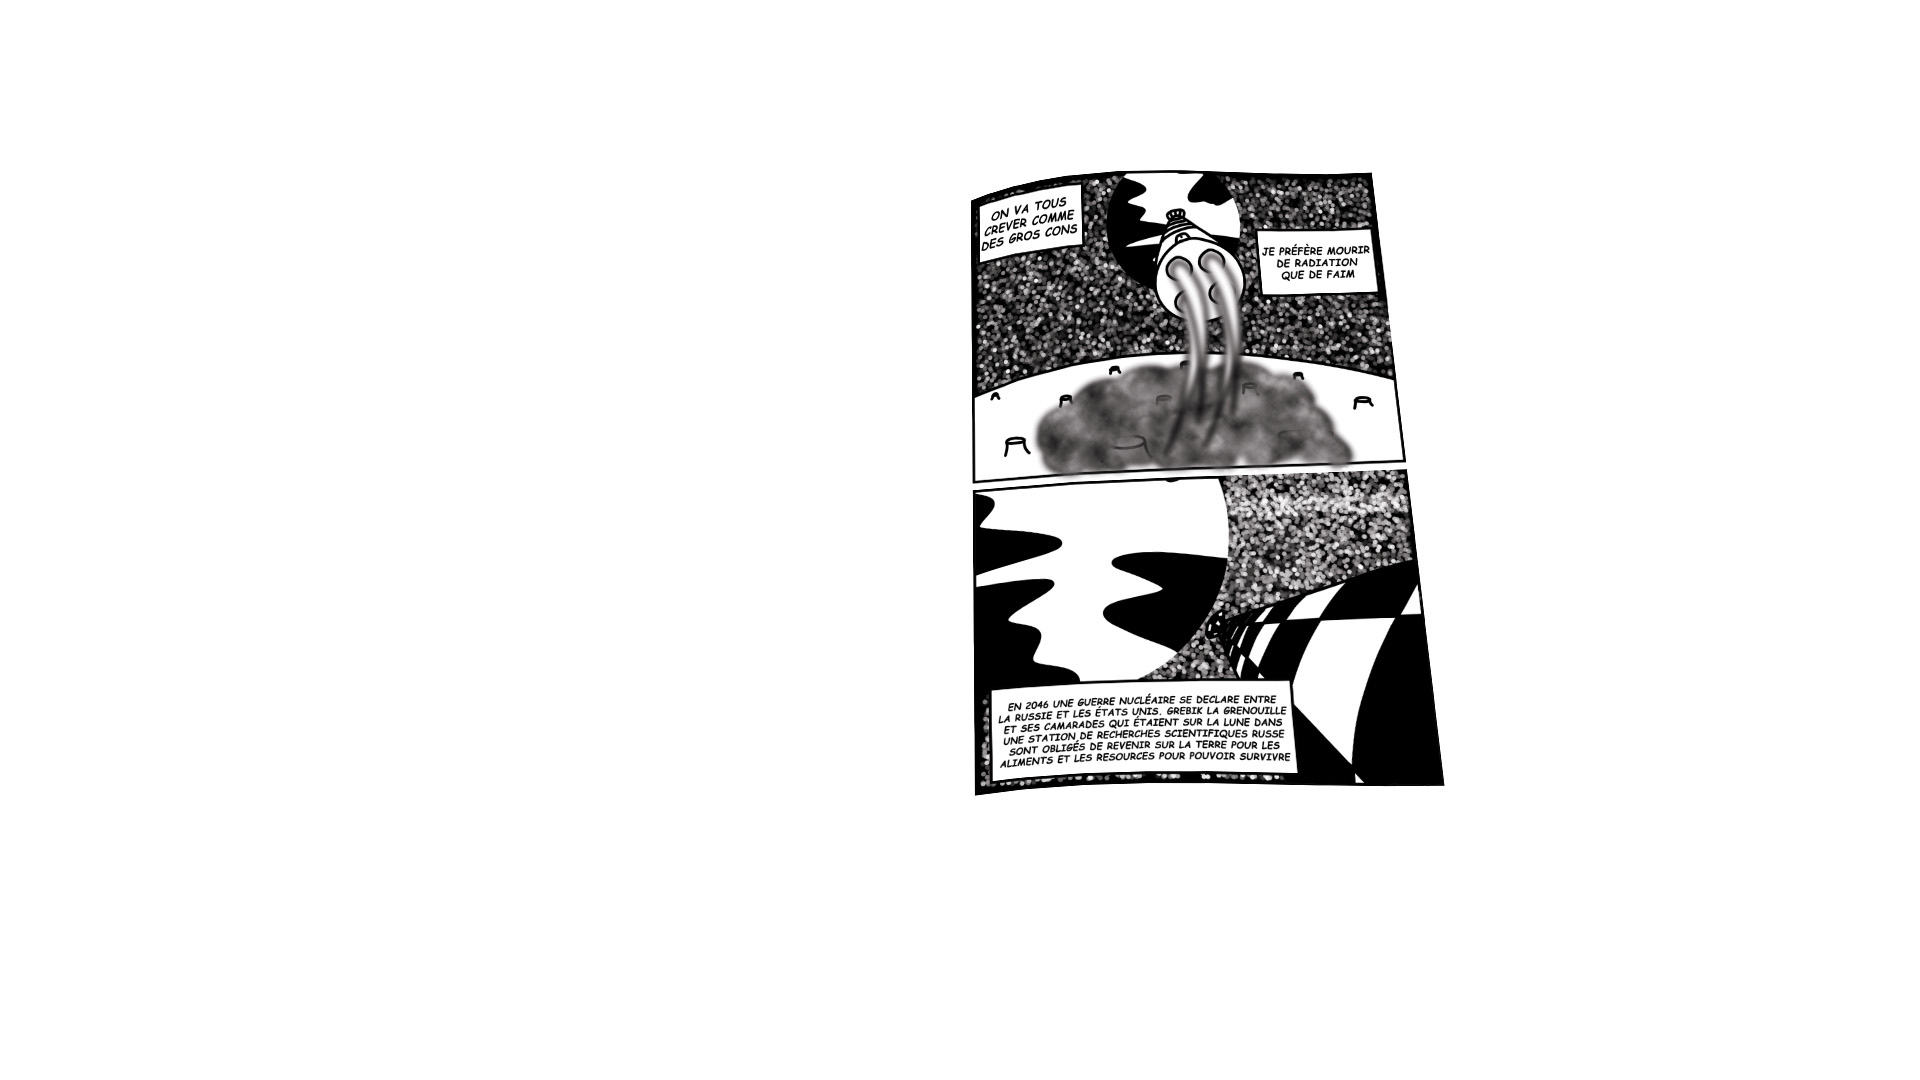 ON VA TOUS
CREVER COMME
DES GROS CONS
JE PRÉFÈRE MOURIR
DE RADIATION
QUE DE FAIM
EN 2046 UNE GUERRE NUCLÉAIRE SE DECLARE ENTRE
LA RUSSIE ET LES ÉTATS UNIS. GREBIK LA GRENOUILLE
ET SES CAMARADES QUI ÉTAIENT SUR LA LUNE DANS
UNE STATION DE RECHERCHES SCIENTIFIQUES RUSSE
SONT OBLIGÉS DE REVENIR SUR LA TERRE POUR LES
ALIMENTS ET LES RESOURCES POUR POUVOIR SURVIVRE